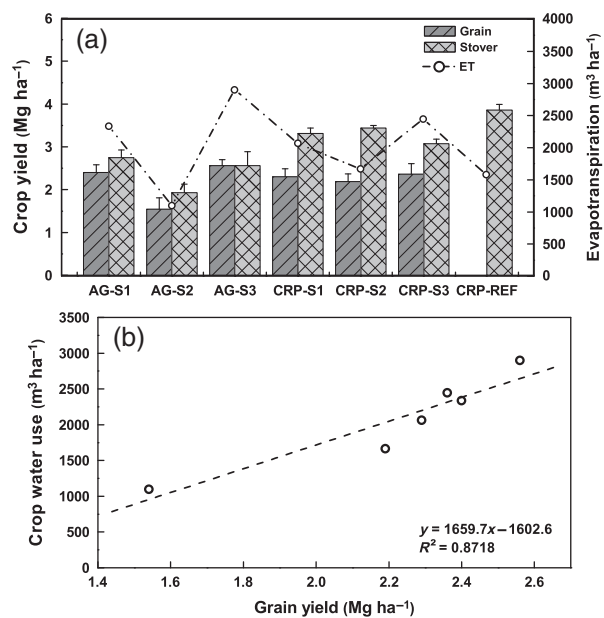 (a)
Grain
Stover
ET
Crop yield (Mg ha⁻¹)
6
5
4
3
2
1
0
Evapotranspiration (m³ ha⁻¹)
4000
3500
3000
2500
2000
1500
1000
500
0
AG-S1 AG-S2 AG-S3 CRP-S1 CRP-S2 CRP-S3 CRP-REF
(b)
Crop water use (m³ ha⁻¹)
3500
3000
2500
2000
1500
1000
500
0
y = 1659.7x−1602.6
R² = 0.8718
1.4 1.6 1.8 2.0 2.2 2.4 2.6
Grain yield (Mg ha⁻¹)